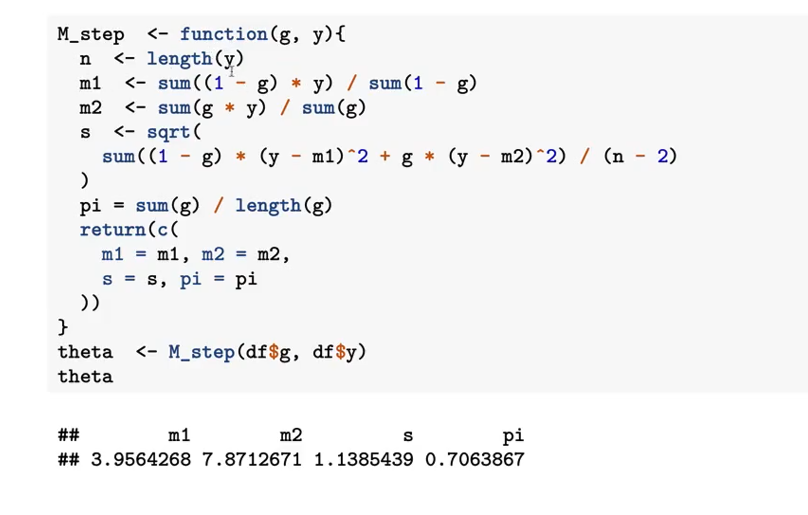 M_step <- function(g, y){
n <- length(y)
m1 <- sum((1 - g) * y) / sum(1 - g)
m2 <- sum(g * y) / sum(g)
s <- sqrt(
sum((1 - g) * (y - m1)^2 + g * (y - m2)^2) / (n - 2)
)
pi = sum(g) / length(g)
return(c(
m1 = m1, m2 = m2,
s = s, pi = pi
))
}
theta <- M_step(df$g, df$y)
theta
## m1 m2 s pi
## 3.9564268 7.8712671 1.1385439 0.7063867